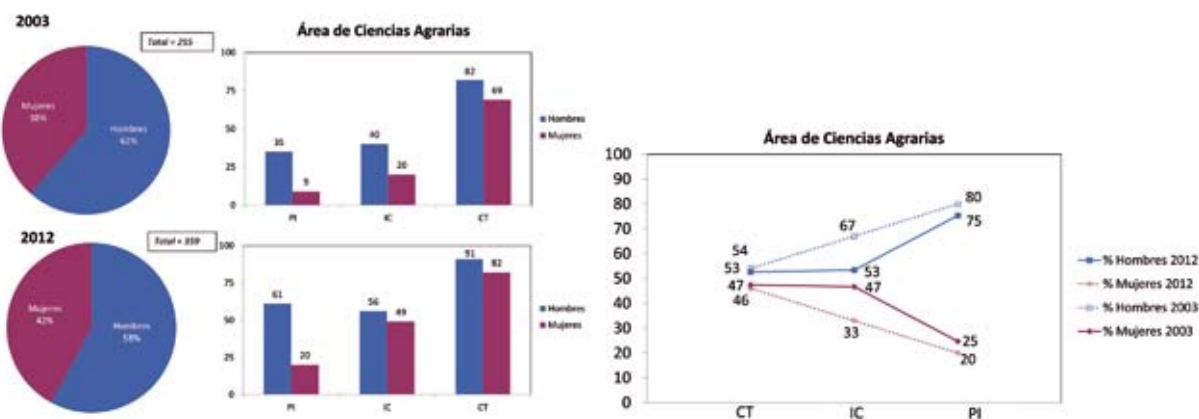 2003
Total = 255
Mujeres
38%
Hombres
62%
Área de Ciencias Agrarias
100
75
50
25
0
35
9
40
20
82
69
PI
IC
CT
Hombres
Mujeres
2012
Total = 359
Mujeres
42%
Hombres
58%
100
75
50
25
0
61
20
56
49
91
82
PI
IC
CT
Hombres
Mujeres
Área de Ciencias Agrarias
100
90
80
70
60
50
40
30
20
10
0
54
53
47
46
67
53
47
33
80
75
25
20
CT
IC
PI
% Hombres 2012
% Mujeres 2012
% Hombres 2003
% Mujeres 2003